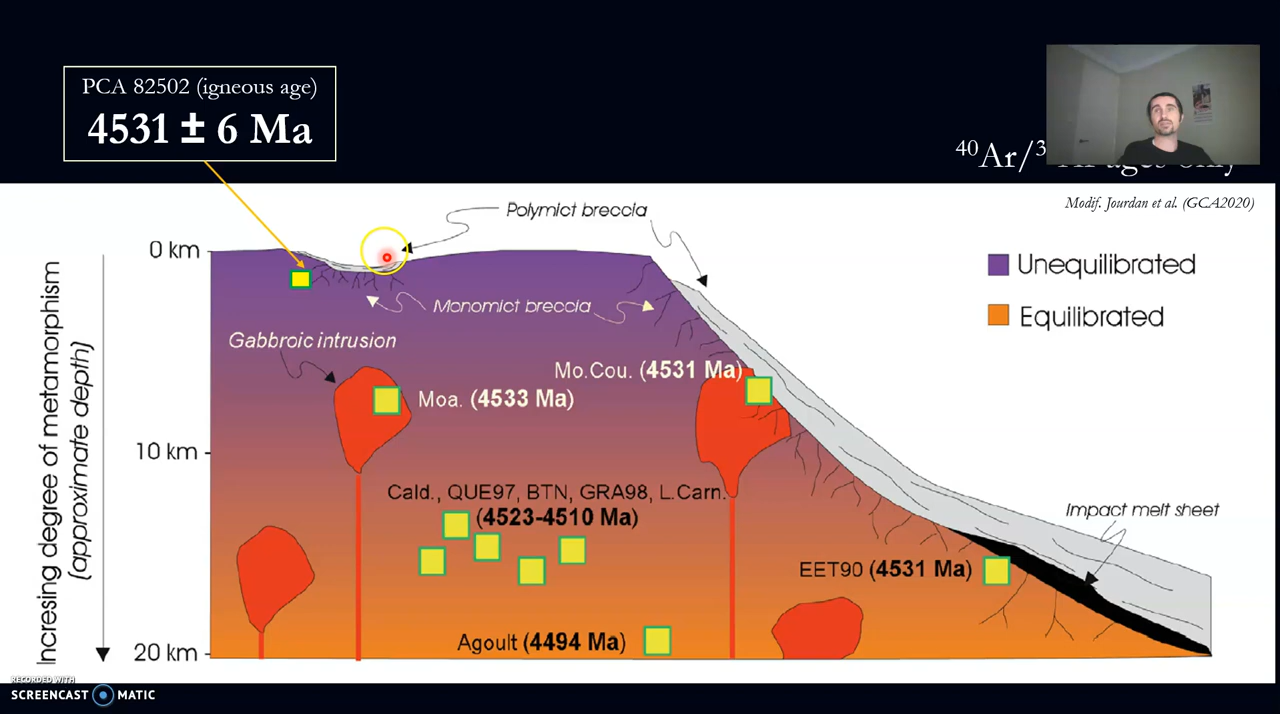 PCA 82502 (igneous age)
4531 ± 6 Ma
40Ar/3
ages only
Modif. Jourdan et al. (GCA2020)
Polymict breccia
0 km
Unequilibrated
Monomict breccia
Equilibrated
Gabbroic intrusion
Mo.Cou. (4531 Ma)
Moa. (4533 Ma)
Incresing degree of metamorphism
(approximate depth)
10 km
Cald., QUE97, BTN, GRA98, L.Carn.
(4523-4510 Ma)
Impact melt sheet
EET90 (4531 Ma)
Agoult (4494 Ma)
20 km
RECORDED WITH
SCREENCAST MATIC